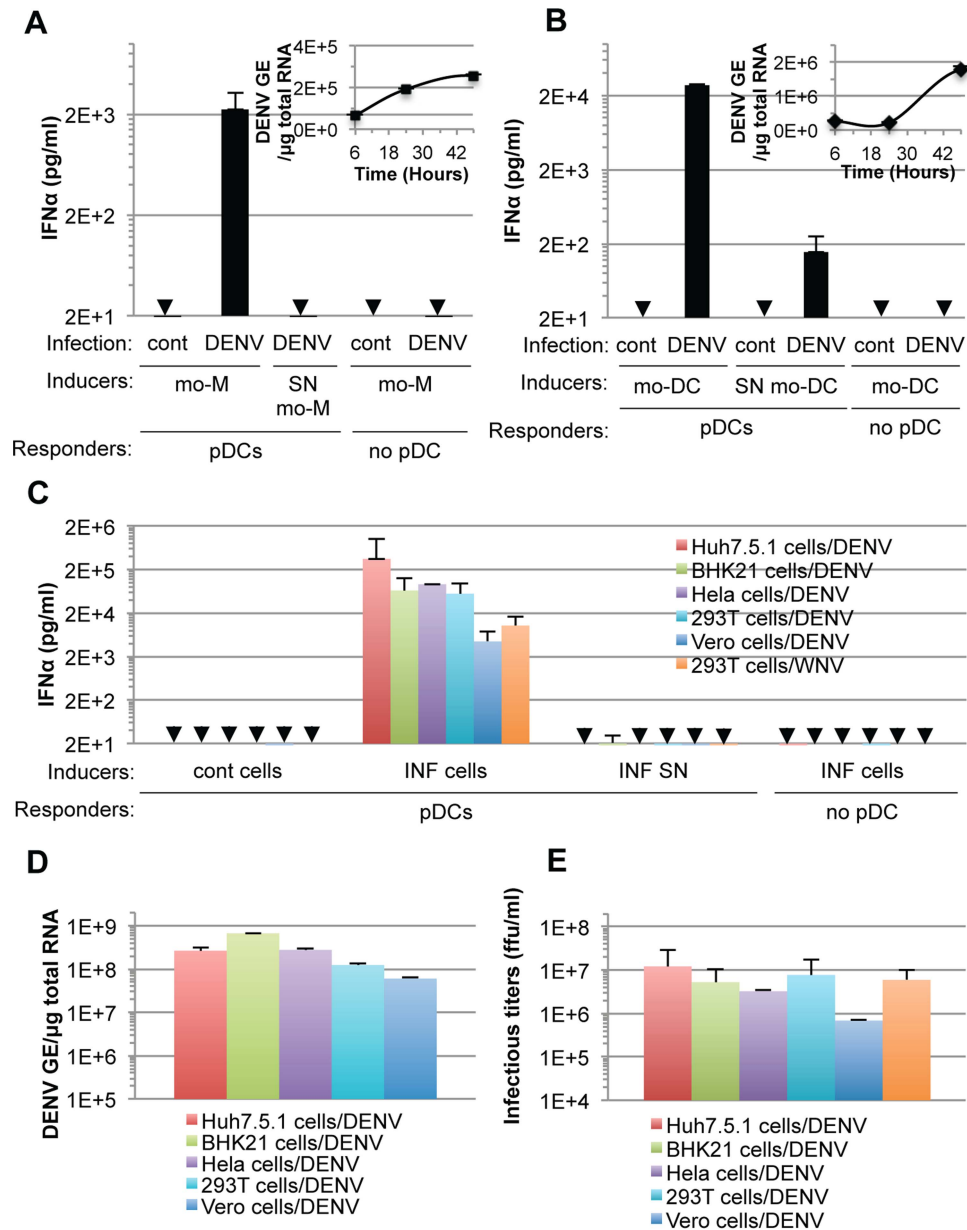 A
IFNα (pg/ml)
2E+3
2E+2
2E+1
DENV GE
/µg total RNA
4E+5
2E+5
0E+0
6 18 30 42
Time (Hours)
Infection: cont DENV DENV cont DENV
Inducers: mo-M SN mo-M mo-M
Responders: pDCs no pDC
B
IFNα (pg/ml)
2E+4
2E+3
2E+2
2E+1
DENV GE
/µg total RNA
2E+6
1E+6
0E+0
6 18 30 42
Time (Hours)
Infection: cont DENV cont DENV cont DENV
Inducers: mo-DC SN mo-DC mo-DC
Responders: pDCs no pDC
C
IFNα (pg/ml)
2E+6
2E+5
2E+4
2E+3
2E+2
2E+1
Huh7.5.1 cells/DENV
BHK21 cells/DENV
Hela cells/DENV
293T cells/DENV
Vero cells/DENV
293T cells/WNV
Inducers: cont cells INF cells INF SN INF cells
Responders: pDCs no pDC
D
DENV GE/µg total RNA
1E+9
1E+8
1E+7
1E+6
1E+5
Huh7.5.1 cells/DENV
BHK21 cells/DENV
Hela cells/DENV
293T cells/DENV
Vero cells/DENV
E
Infectious titers (ffu/ml)
1E+8
1E+7
1E+6
1E+5
1E+4
Huh7.5.1 cells/DENV
BHK21 cells/DENV
Hela cells/DENV
293T cells/DENV
Vero cells/DENV